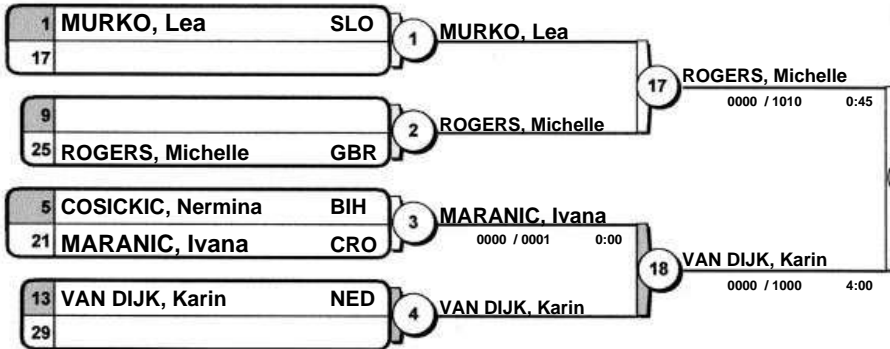 1 MURKO, Lea SLO
17
1 MURKO, Lea
17 ROGERS, Michelle
0000 / 1010 0:45
9
25 ROGERS, Michelle GBR
2 ROGERS, Michelle
5 COSICKIC, Nermina BIH
21 MARANIC, Ivana CRO
3 MARANIC, Ivana
0000 / 0001 0:00
18 VAN DIJK, Karin
0000 / 1000 4:00
13 VAN DIJK, Karin NED
29
4 VAN DIJK, Karin